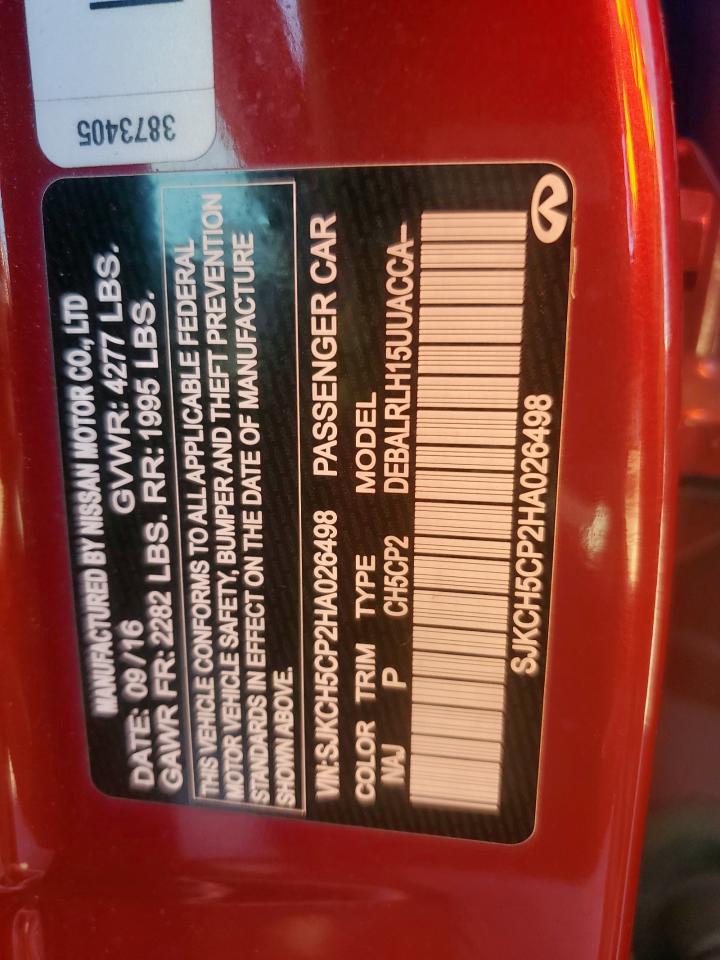 3873405
MANUFACTURED BY NISSAN MOTOR CO., LTD
DATE: 09/16 GVWR: 4277 LBS.
GAWR FR: 2282 LBS. RR: 1995 LBS.
THIS VEHICLE CONFORMS TO ALL APPLICABLE FEDERAL
MOTOR VEHICLE SAFETY, BUMPER AND THEFT PREVENTION
STANDARDS IN EFFECT ON THE DATE OF MANUFACTURE
SHOWN ABOVE.
VIN:SJKCH5CP2HA026498 PASSENGER CAR
COLOR TRIM TYPE MODEL
NAJ P CH5CP2 DEBALRLH15UUACCA-
SJKCH5CP2HA026498